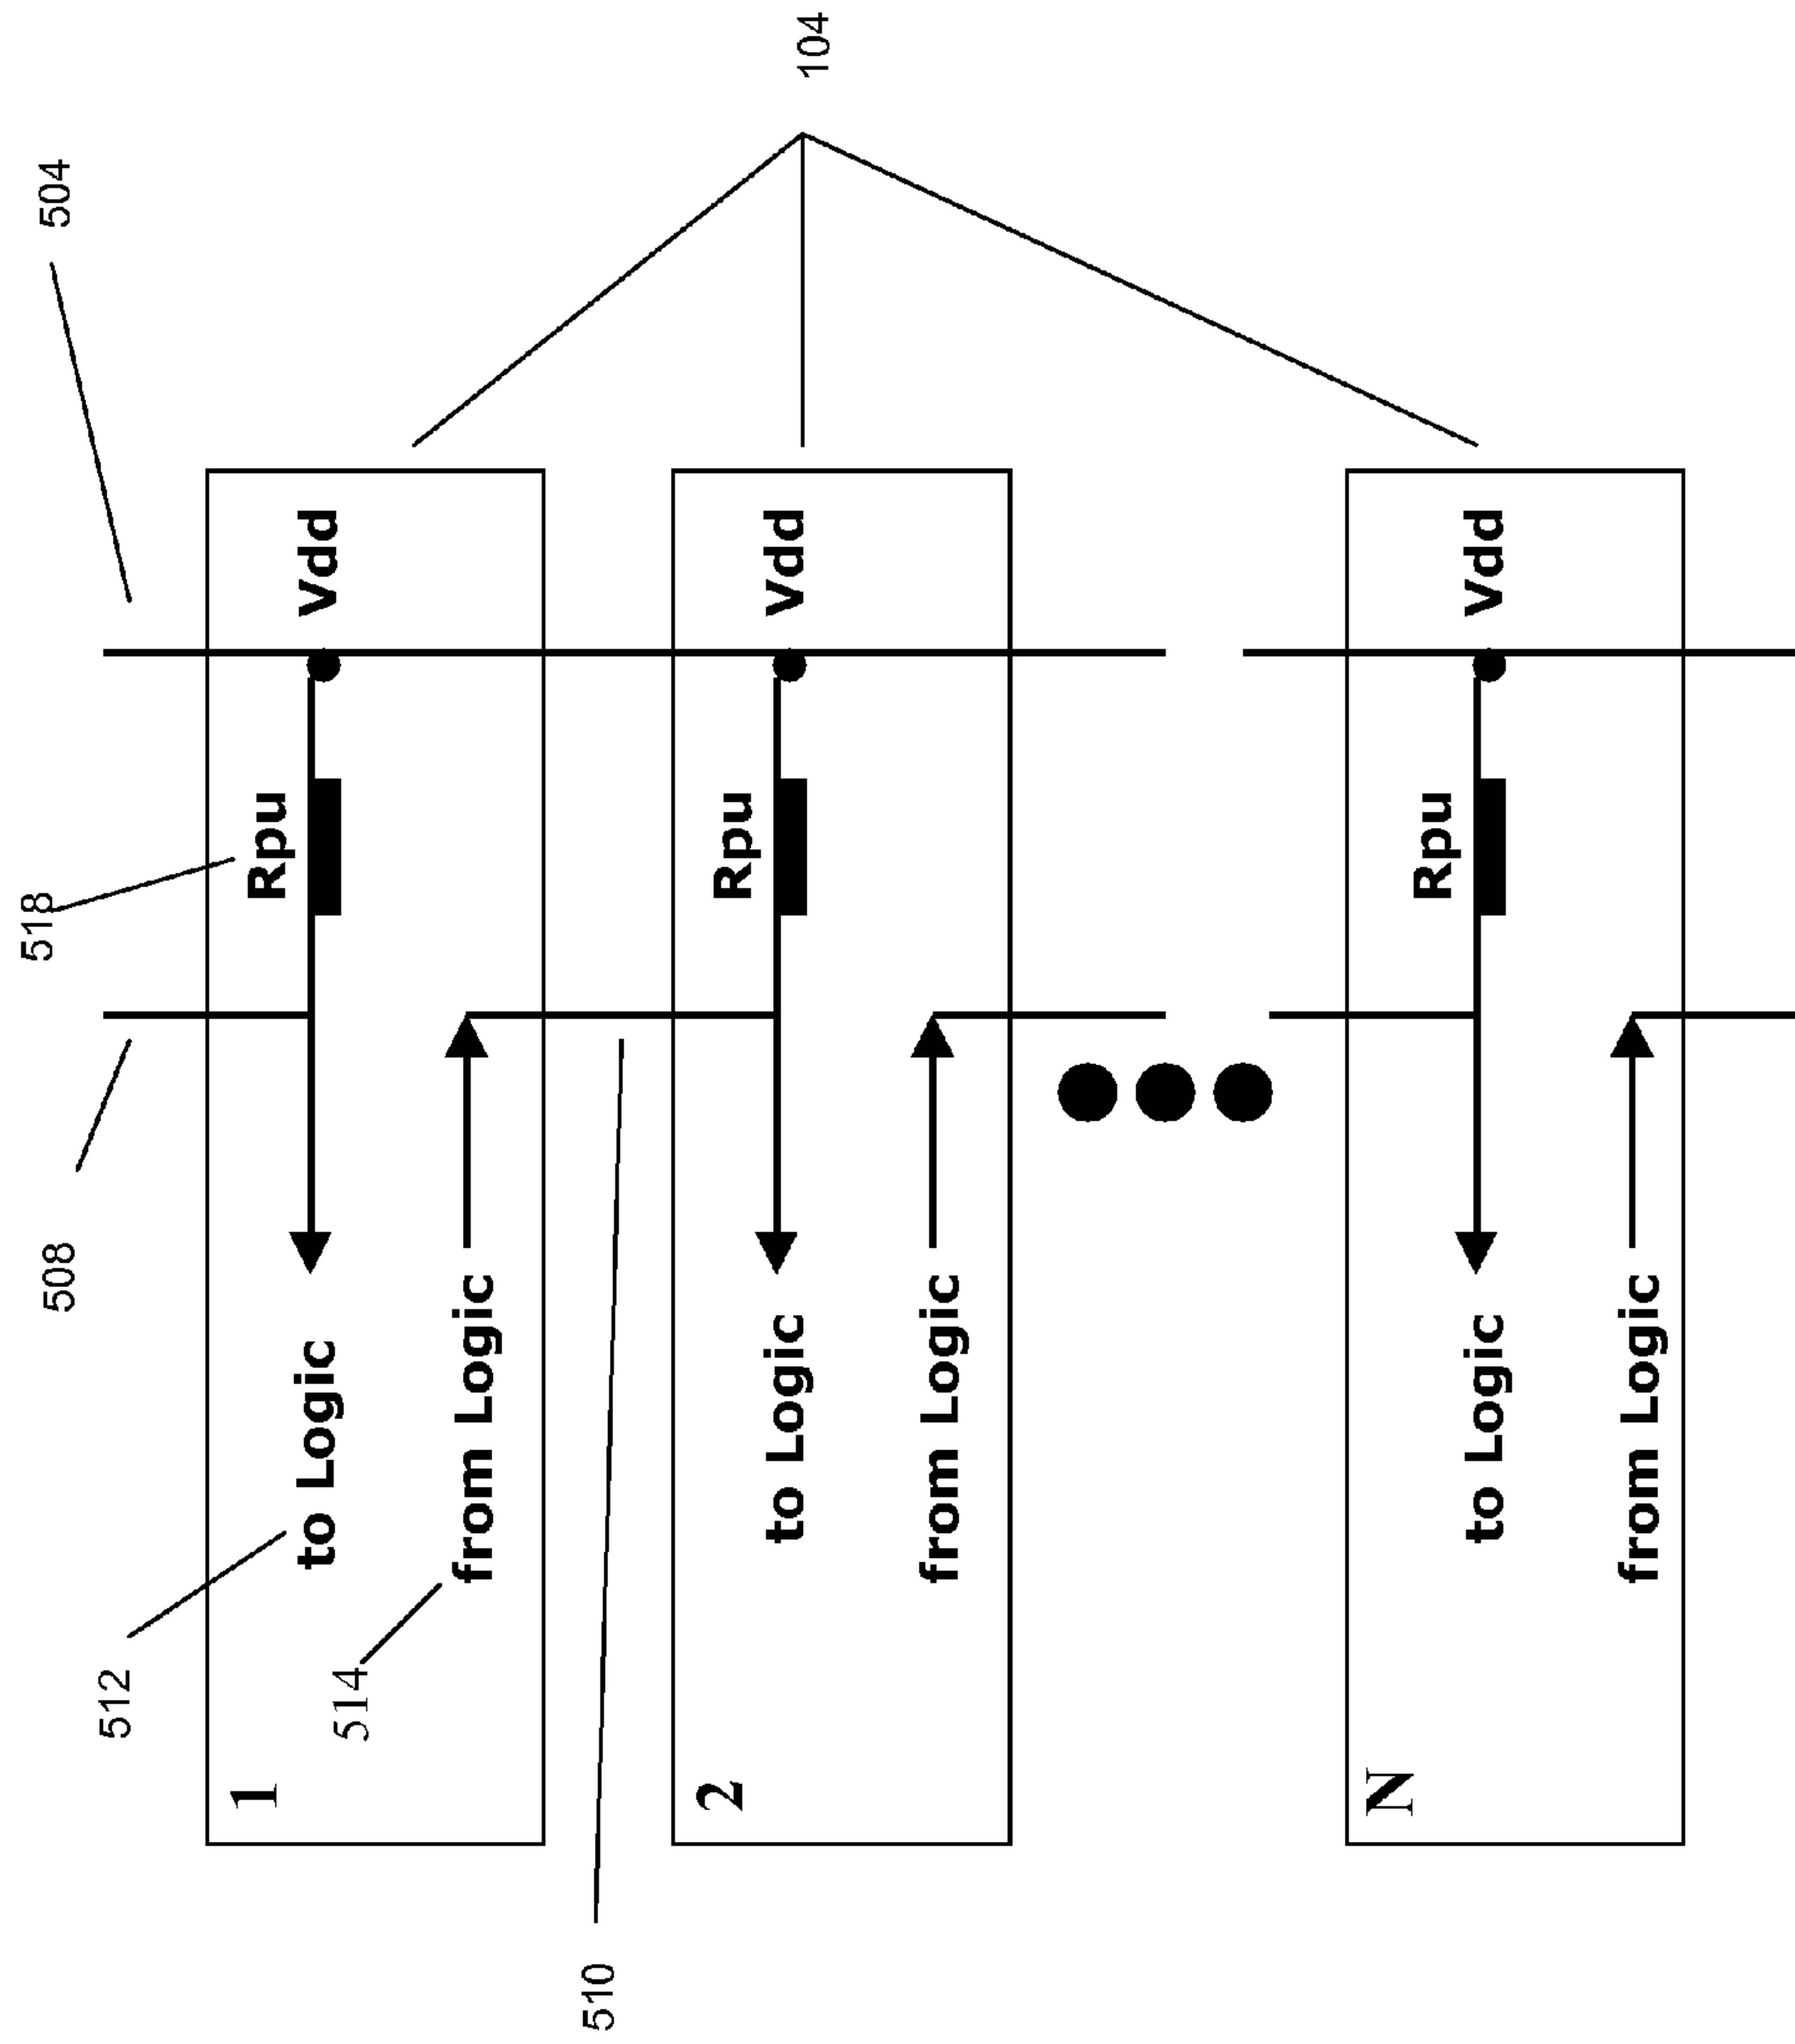 518
504
508
512
1
Rpu
to Logic
Vdd
514
from Logic
510
2
Rpu
to Logic
Vdd
104
from Logic
N
Rpu
to Logic
Vdd
from Logic